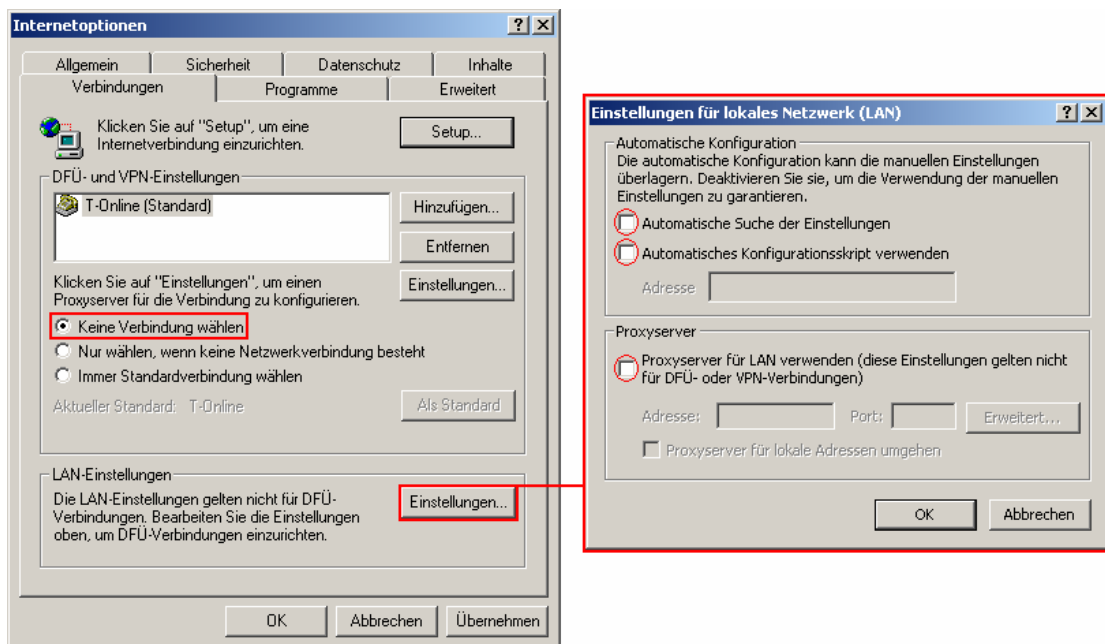 Internetoptionen
Allgemein
Sicherheit
Datenschutz
Inhalte
Verbindungen
Programme
Erweitert
Klicken Sie auf "Setup", um eine
Internetverbindung einzurichten.
Setup...
DFÜ- und VPN-Einstellungen
T-Online (Standard)
Hinzufügen...
Entfernen
Klicken Sie auf "Einstellungen", um einen
Proxyserver für die Verbindung zu konfigurieren.
Einstellungen...
Keine Verbindung wählen
Nur wählen, wenn keine Netzwerkverbindung besteht
Immer Standardverbindung wählen
Aktueller Standard: T-Online
Als Standard
LAN-Einstellungen
Die LAN-Einstellungen gelten nicht für DFÜ-
Verbindungen. Bearbeiten Sie die Einstellungen
oben, um DFÜ-Verbindungen einzurichten.
Einstellungen...
OK
Abbrechen
Übernehmen
Einstellungen für lokales Netzwerk (LAN)
Automatische Konfiguration
Die automatische Konfiguration kann die manuellen Einstellungen
überlagern. Deaktivieren Sie sie, um die Verwendung der manuellen
Einstellungen zu garantieren.
Automatische Suche der Einstellungen
Automatisches Konfigurationsskript verwenden
Adresse
Proxyserver
Proxyserver für LAN verwenden (diese Einstellungen gelten nicht
für DFÜ- oder VPN-Verbindungen)
Adresse:
Port:
Erweitert...
Proxyserver für lokale Adressen umgehen
OK
Abbrechen